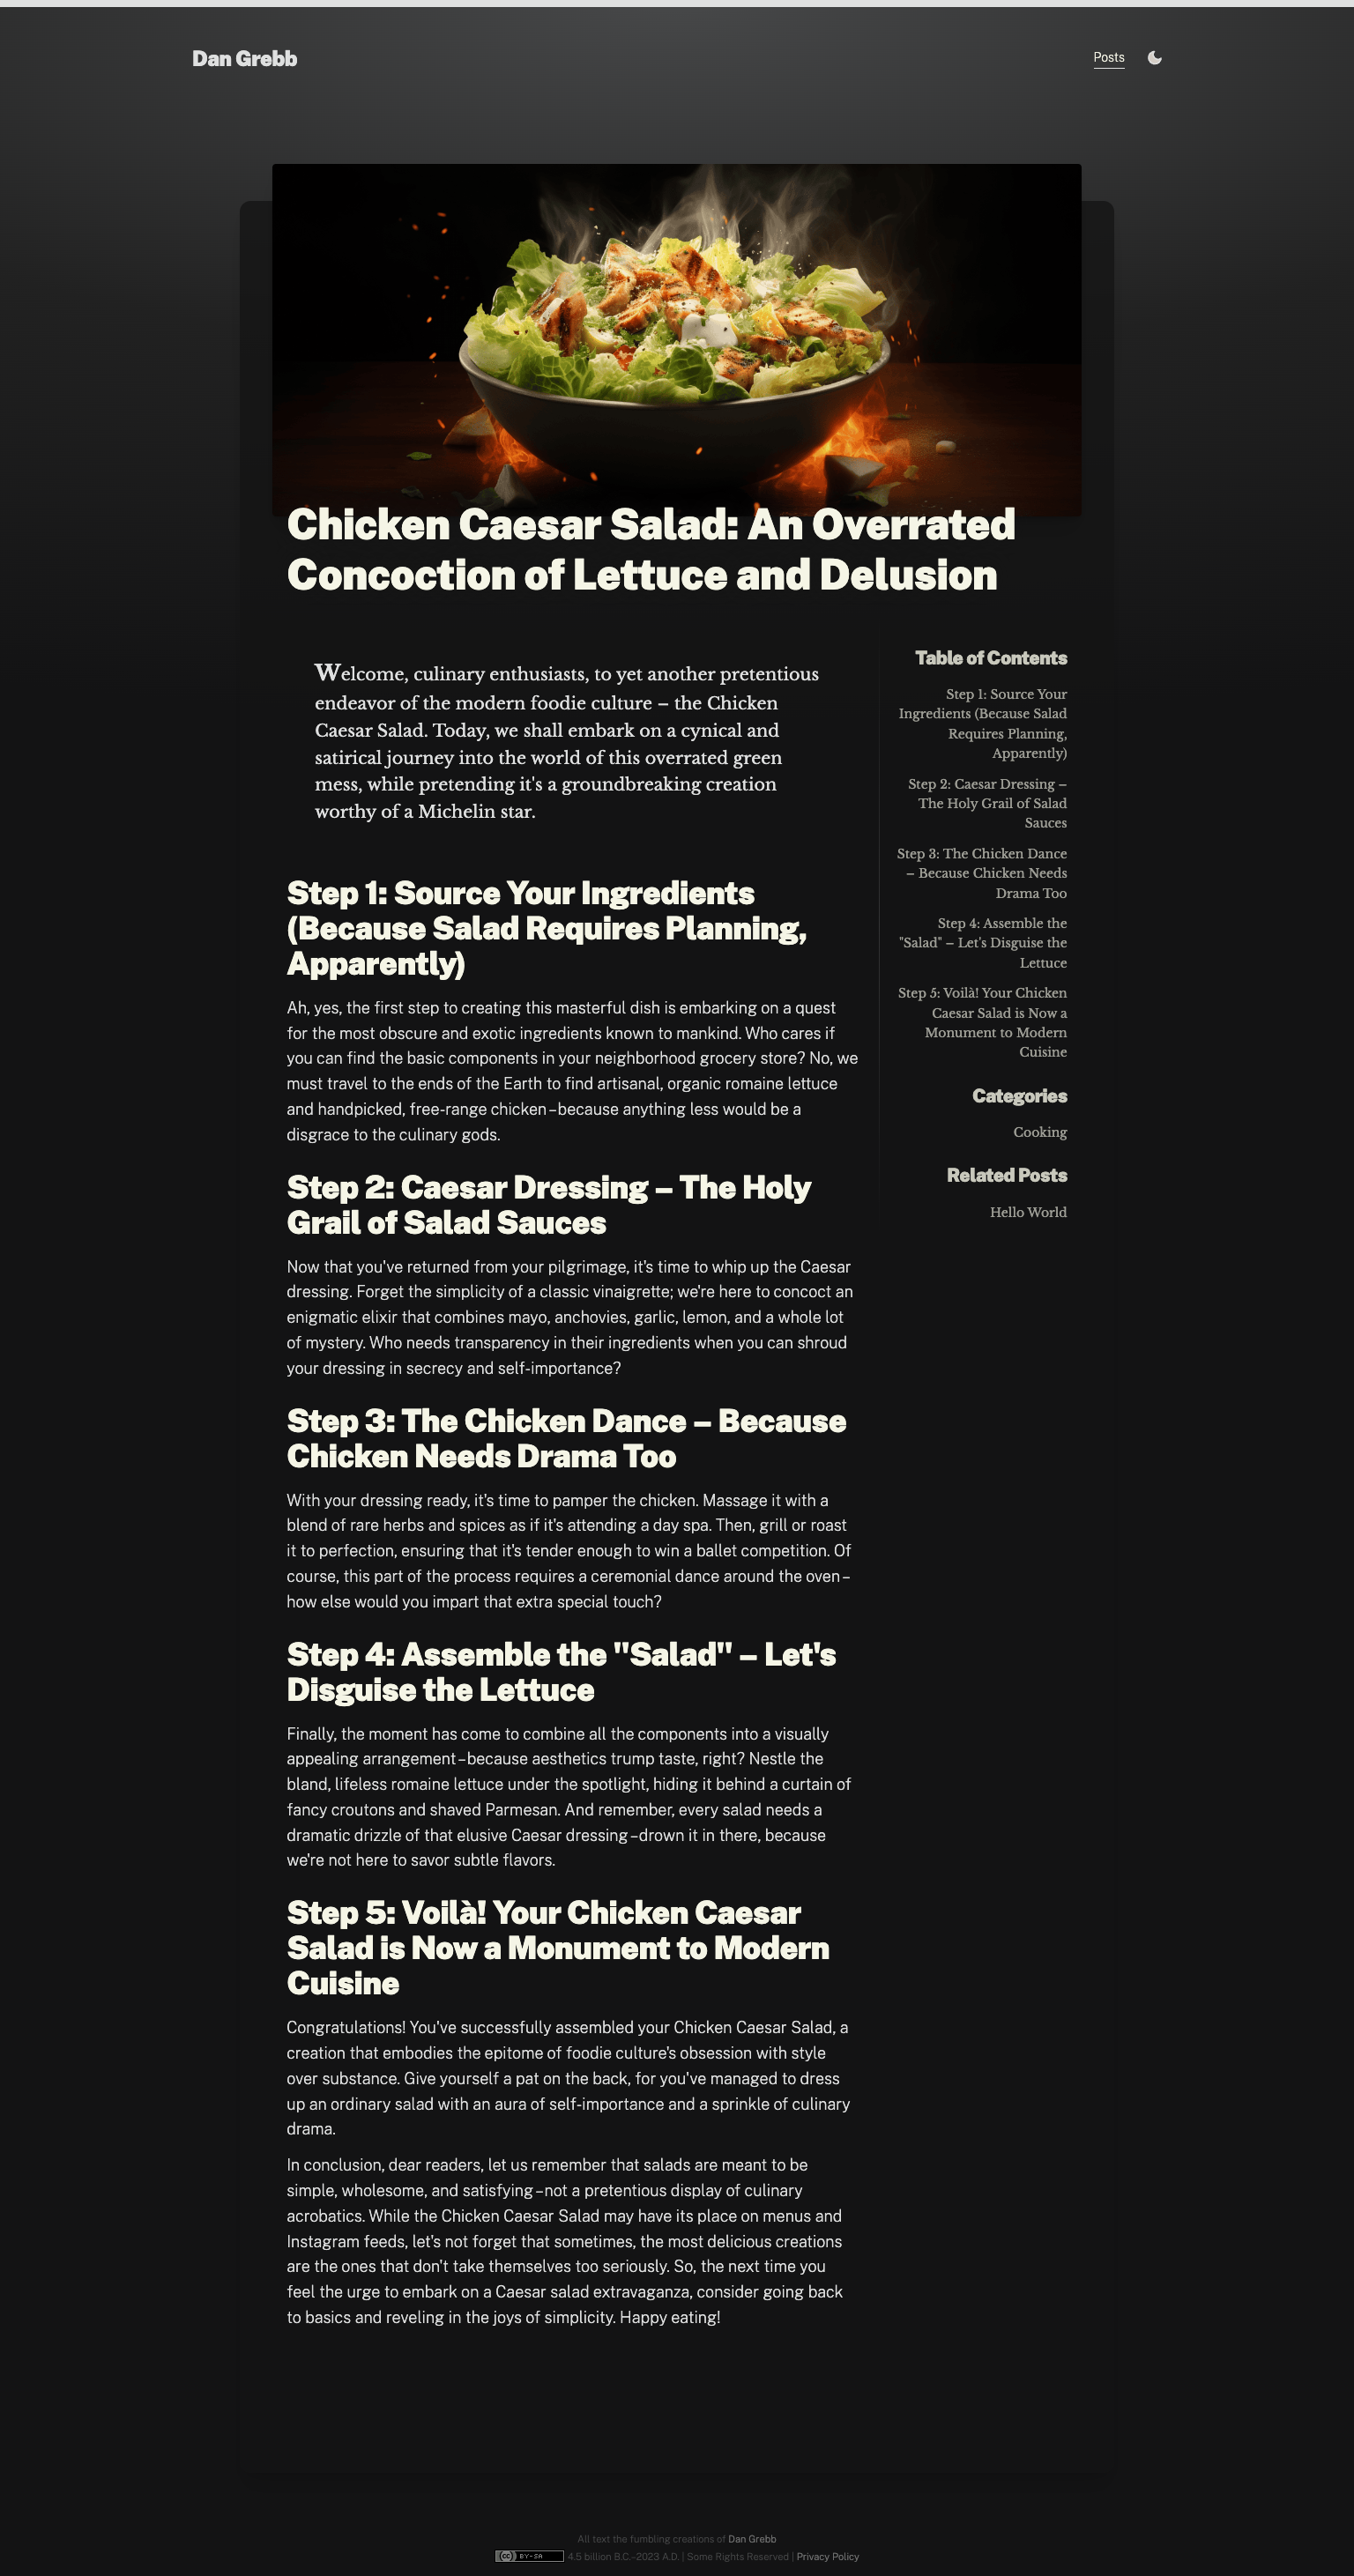 Dan Grebb
Posts
Chicken Caesar Salad: An Overrated
Concoction of Lettuce and Delusion
Welcome, culinary enthusiasts, to yet another pretentious
endeavor of the modern foodie culture – the Chicken
Caesar Salad. Today, we shall embark on a cynical and
satirical journey into the world of this overrated green
mess, while pretending it's a groundbreaking creation
worthy of a Michelin star.
Step 1: Source Your Ingredients
(Because Salad Requires Planning,
Apparently)
Ah, yes, the first step to creating this masterful dish is embarking on a quest
for the most obscure and exotic ingredients known to mankind. Who cares if
you can find the basic components in your neighborhood grocery store? No, we
must travel to the ends of the Earth to find artisanal, organic romaine lettuce
and handpicked, free-range chicken – because anything less would be a
disgrace to the culinary gods.
Step 2: Caesar Dressing – The Holy
Grail of Salad Sauces
Now that you've returned from your pilgrimage, it's time to whip up the Caesar
dressing. Forget the simplicity of a classic vinaigrette; we're here to concoct an
enigmatic elixir that combines mayo, anchovies, garlic, lemon, and a whole lot
of mystery. Who needs transparency in their ingredients when you can shroud
your dressing in secrecy and self-importance?
Step 3: The Chicken Dance – Because
Chicken Needs Drama Too
With your dressing ready, it's time to pamper the chicken. Massage it with a
blend of rare herbs and spices as if it's attending a day spa. Then, grill or roast
it to perfection, ensuring that it's tender enough to win a ballet competition. Of
course, this part of the process requires a ceremonial dance around the oven –
how else would you impart that extra special touch?
Step 4: Assemble the "Salad" – Let's
Disguise the Lettuce
Finally, the moment has come to combine all the components into a visually
appealing arrangement – because aesthetics trump taste, right? Nestle the
bland, lifeless romaine lettuce under the spotlight, hiding it behind a curtain of
fancy croutons and shaved Parmesan. And remember, every salad needs a
dramatic drizzle of that elusive Caesar dressing – drown it in there, because
we're not here to savor subtle flavors.
Step 5: Voilà! Your Chicken Caesar
Salad is Now a Monument to Modern
Cuisine
Congratulations! You've successfully assembled your Chicken Caesar Salad, a
creation that embodies the epitome of foodie culture's obsession with style
over substance. Give yourself a pat on the back, for you've managed to dress
up an ordinary salad with an aura of self-importance and a sprinkle of culinary
drama.
In conclusion, dear readers, let us remember that salads are meant to be
simple, wholesome, and satisfying – not a pretentious display of culinary
acrobatics. While the Chicken Caesar Salad may have its place on menus and
Instagram feeds, let's not forget that sometimes, the most delicious creations
are the ones that don't take themselves too seriously. So, the next time you
feel the urge to embark on a Caesar salad extravaganza, consider going back
to basics and reveling in the joys of simplicity. Happy eating!
Table of Contents
Step 1: Source Your
Ingredients (Because Salad
Requires Planning,
Apparently)
Step 2: Caesar Dressing –
The Holy Grail of Salad
Sauces
Step 3: The Chicken Dance
– Because Chicken Needs
Drama Too
Step 4: Assemble the
"Salad" – Let's Disguise the
Lettuce
Step 5: Voilà! Your Chicken
Caesar Salad is Now a
Monument to Modern
Cuisine
Categories
Cooking
Related Posts
Hello World
All text the fumbling creations of Dan Grebb
cc BY-SA 4.5 billion B.C.–2023 A.D. | Some Rights Reserved | Privacy Policy